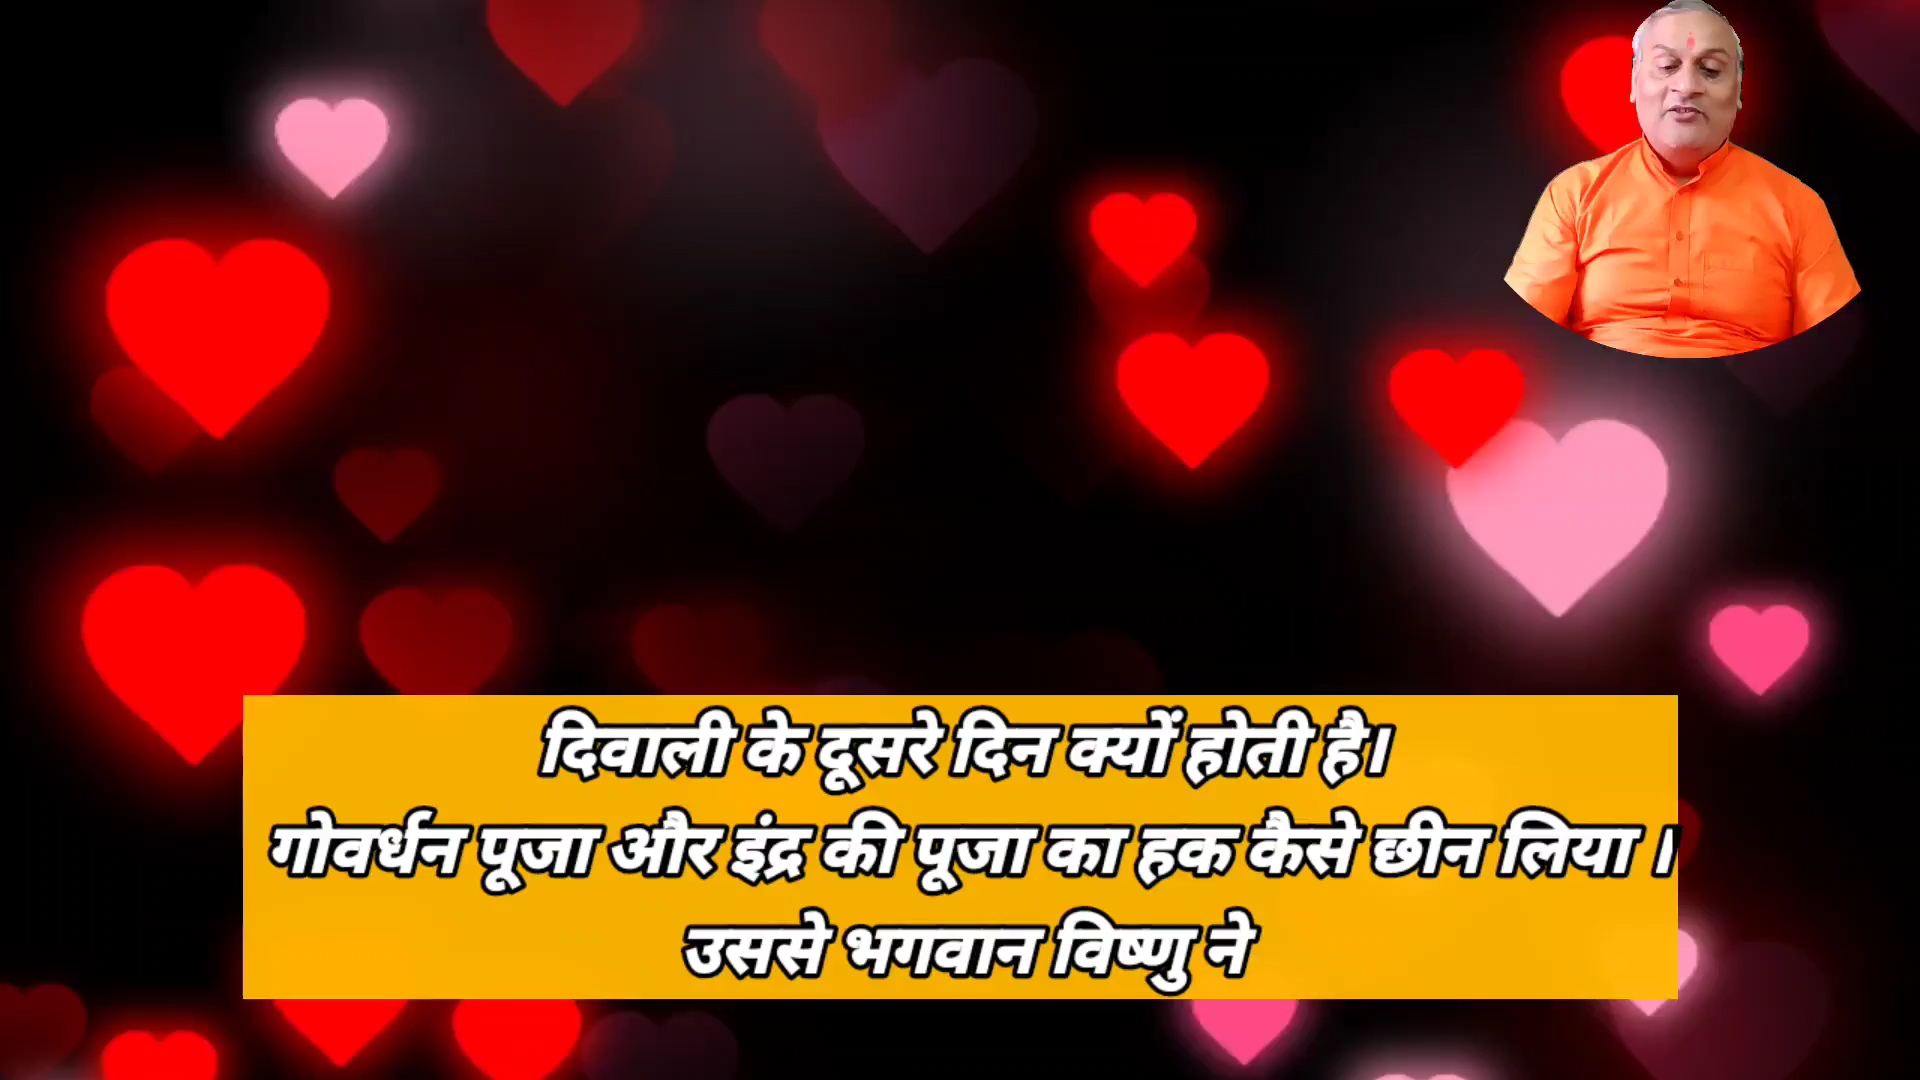 दिवाली के दूसरे दिन क्यों होती है।
गोवर्धन पूजा और इंद्र की पूजा का हक कैसे छीन लिया ।
उससे भगवान विष्णु ने